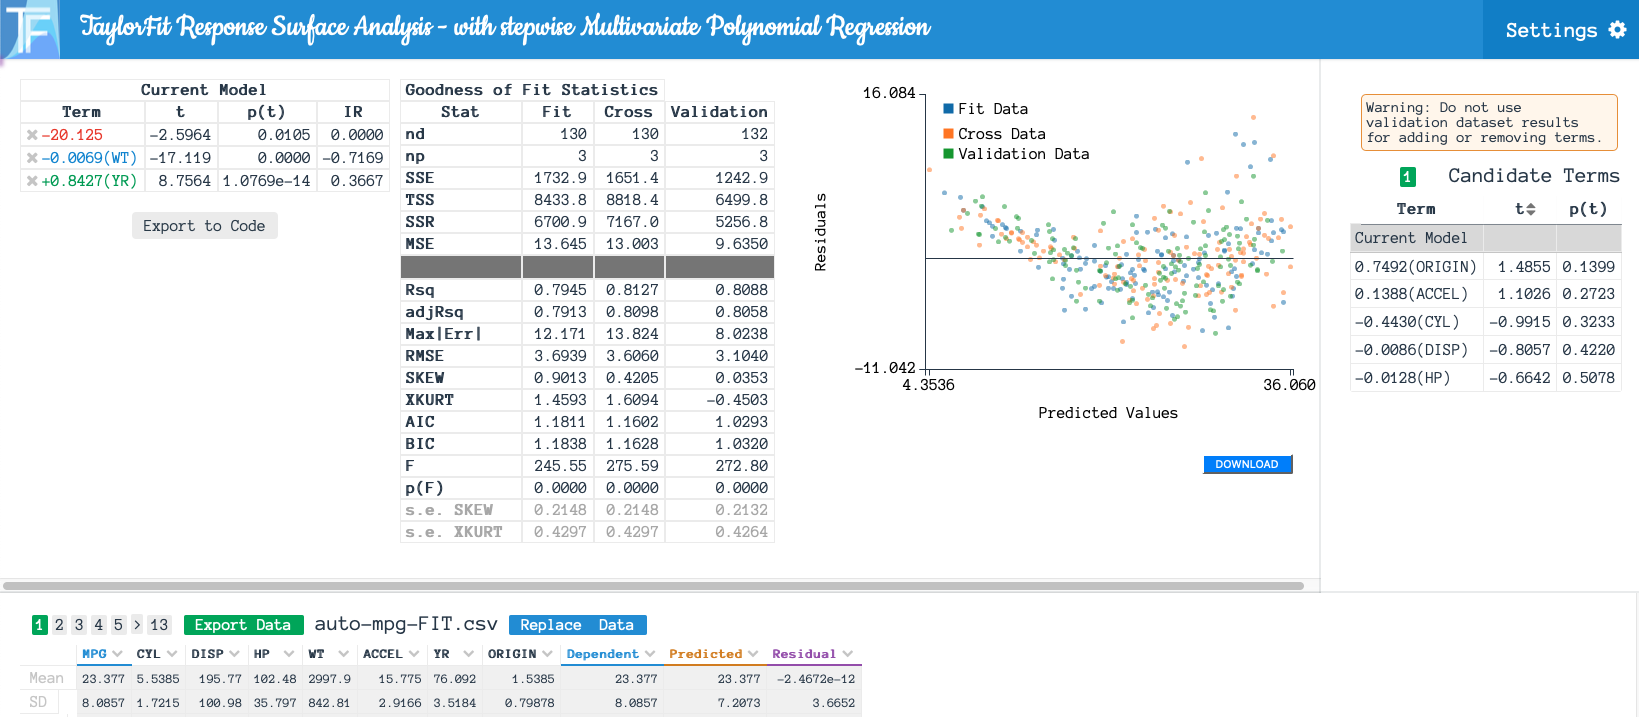 TF TaylorFit Response Surface Analysis - with stepwise Multivariate Polynomial Regression Settings
Current Model
Term t p(t) IR
-20.125 -2.5964 0.0105 0.0000
-0.0069(WT) -17.119 0.0000 -0.7169
+0.8427(YR) 8.7564 1.0769e-14 0.3667
Export to Code
Goodness of Fit Statistics
Stat Fit Cross Validation
nd 130 130 132
np 3 3 3
SSE 1732.9 1651.4 1242.9
TSS 8433.8 8818.4 6499.8
SSR 6700.9 7167.0 5256.8
MSE 13.645 13.003 9.6350
Rsq 0.7945 0.8127 0.8088
adjRsq 0.7913 0.8098 0.8058
Max|Err| 12.171 13.824 8.0238
RMSE 3.6939 3.6060 3.1040
SKEW 0.9013 0.4205 0.0353
XKURT 1.4593 1.6094 -0.4503
AIC 1.1811 1.1602 1.0293
BIC 1.1838 1.1628 1.0320
F 245.55 275.59 272.80
p(F) 0.0000 0.0000 0.0000
s.e. SKEW 0.2148 0.2148 0.2132
s.e. XKURT 0.4297 0.4297 0.4264
16.084
Fit Data
Cross Data
Validation Data
Residuals
-11.042
4.3536 36.060
Predicted Values
DOWNLOAD
Warning: Do not use
validation dataset results
for adding or removing terms.
1 Candidate Terms
Term t p(t)
Current Model
0.7492(ORIGIN) 1.4855 0.1399
0.1388(ACCEL) 1.1026 0.2723
-0.4430(CYL) -0.9915 0.3233
-0.0086(DISP) -0.8057 0.4220
-0.0128(HP) -0.6642 0.5078
1 2 3 4 5 > 13 Export Data auto-mpg-FIT.csv Replace Data
MPG CYL DISP HP WT ACCEL YR ORIGIN Dependent Predicted Residual
Mean 23.377 5.5385 195.77 102.48 2997.9 15.775 76.092 1.5385 23.377 23.377 -2.4672e-12
SD 8.0857 1.7215 100.98 35.797 842.81 2.9166 3.5184 0.79878 8.0857 7.2073 3.6652